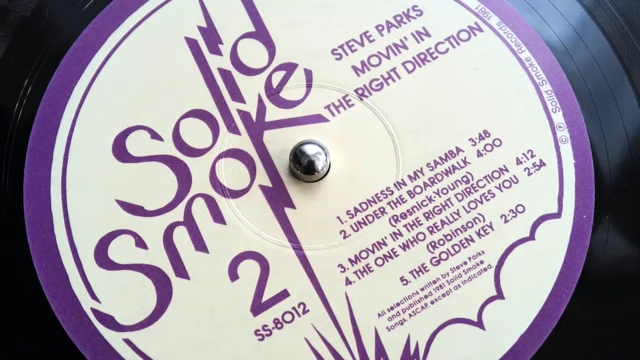 Solid
Smoke
STEVE PARKS
MOVIN' IN
THE RIGHT DIRECTION
1. SADNESS IN MY SAMBA 3:48
2. UNDER THE BOARDWALK 4:00
(Resnick-Young)
3. MOVIN' IN THE RIGHT DIRECTION 4:12
4. THE ONE WHO REALLY LOVES YOU 2:54
(Robinson)
5. THE GOLDEN KEY 2:30
All selections written by Steve Parks
and published 1981 Solid Smoke
Songs, ASCAP, except as indicated
2
SS-8012
© ℗ Solid Smoke Records 1981